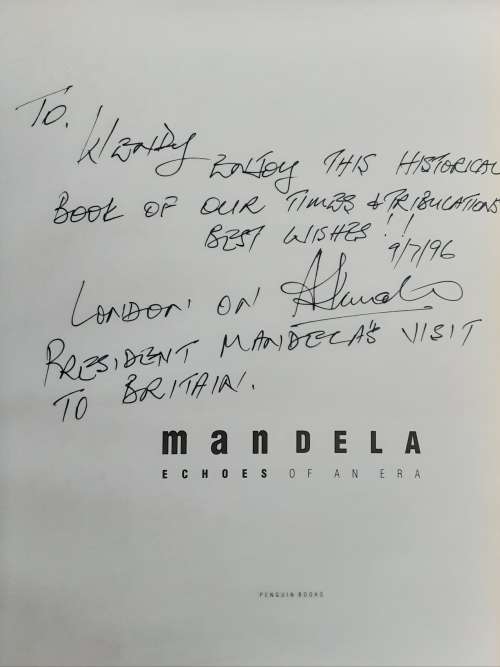 TO.
WENDY
ENJOY THIS HISTORICAL
BOOK OF OUR TIMES & TRIBULATIONS
BEST WISHES!!
9/7/96
LONDON ON
PRESIDENT MANDELA'S VISIT
TO BRITAIN.
manDELA
ECHOES OF AN ERA
PENGUIN BOOKS